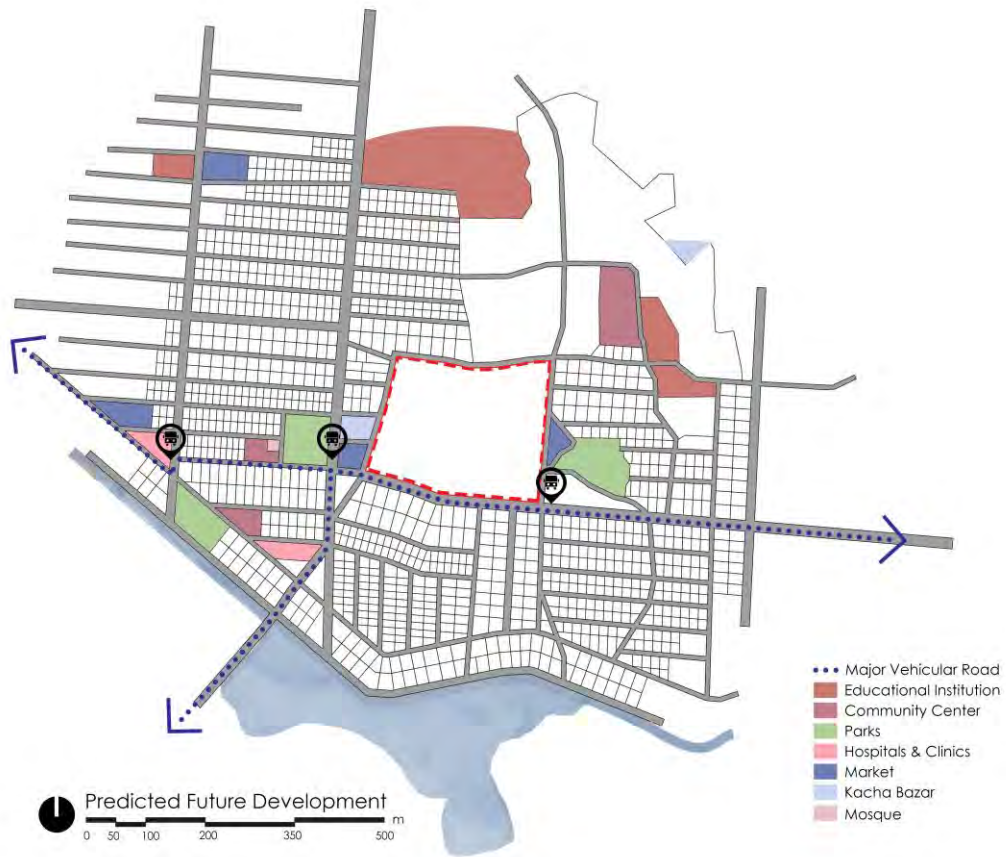 Major Vehicular Road
Educational Institution
Community Center
Parks
Hospitals & Clinics
Market
Kacha Bazar
Mosque
Predicted Future Development
m
0 50 100 200 350 500